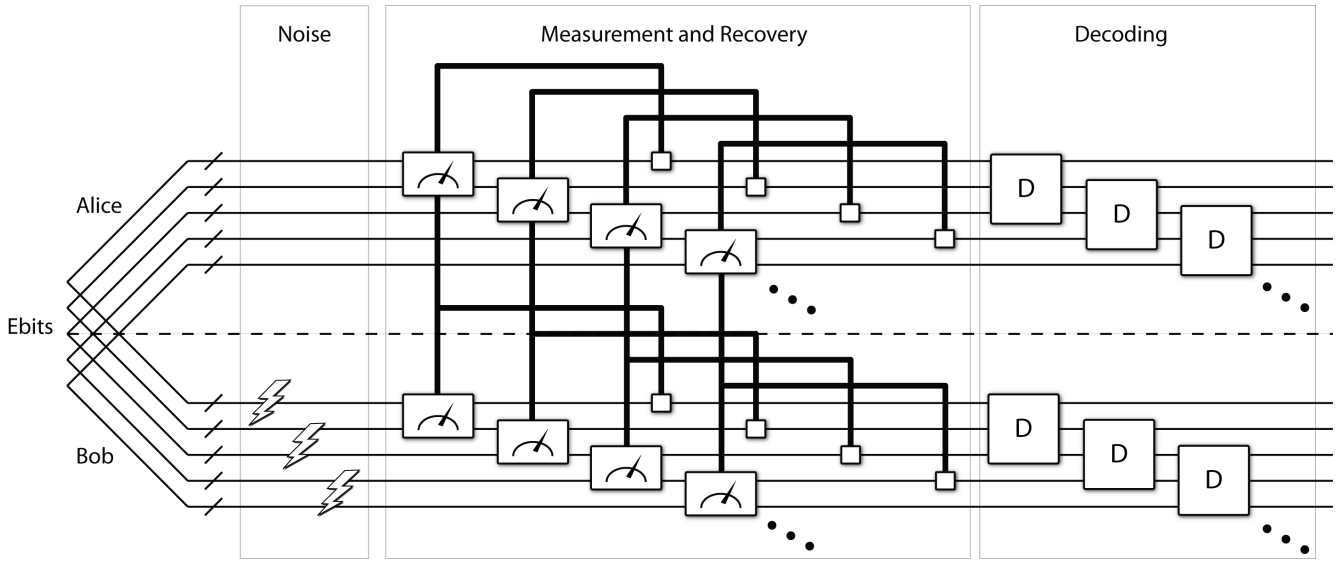 Noise
Measurement and Recovery
Decoding
Alice
D
D
D
Ebits
Bob
D
D
D